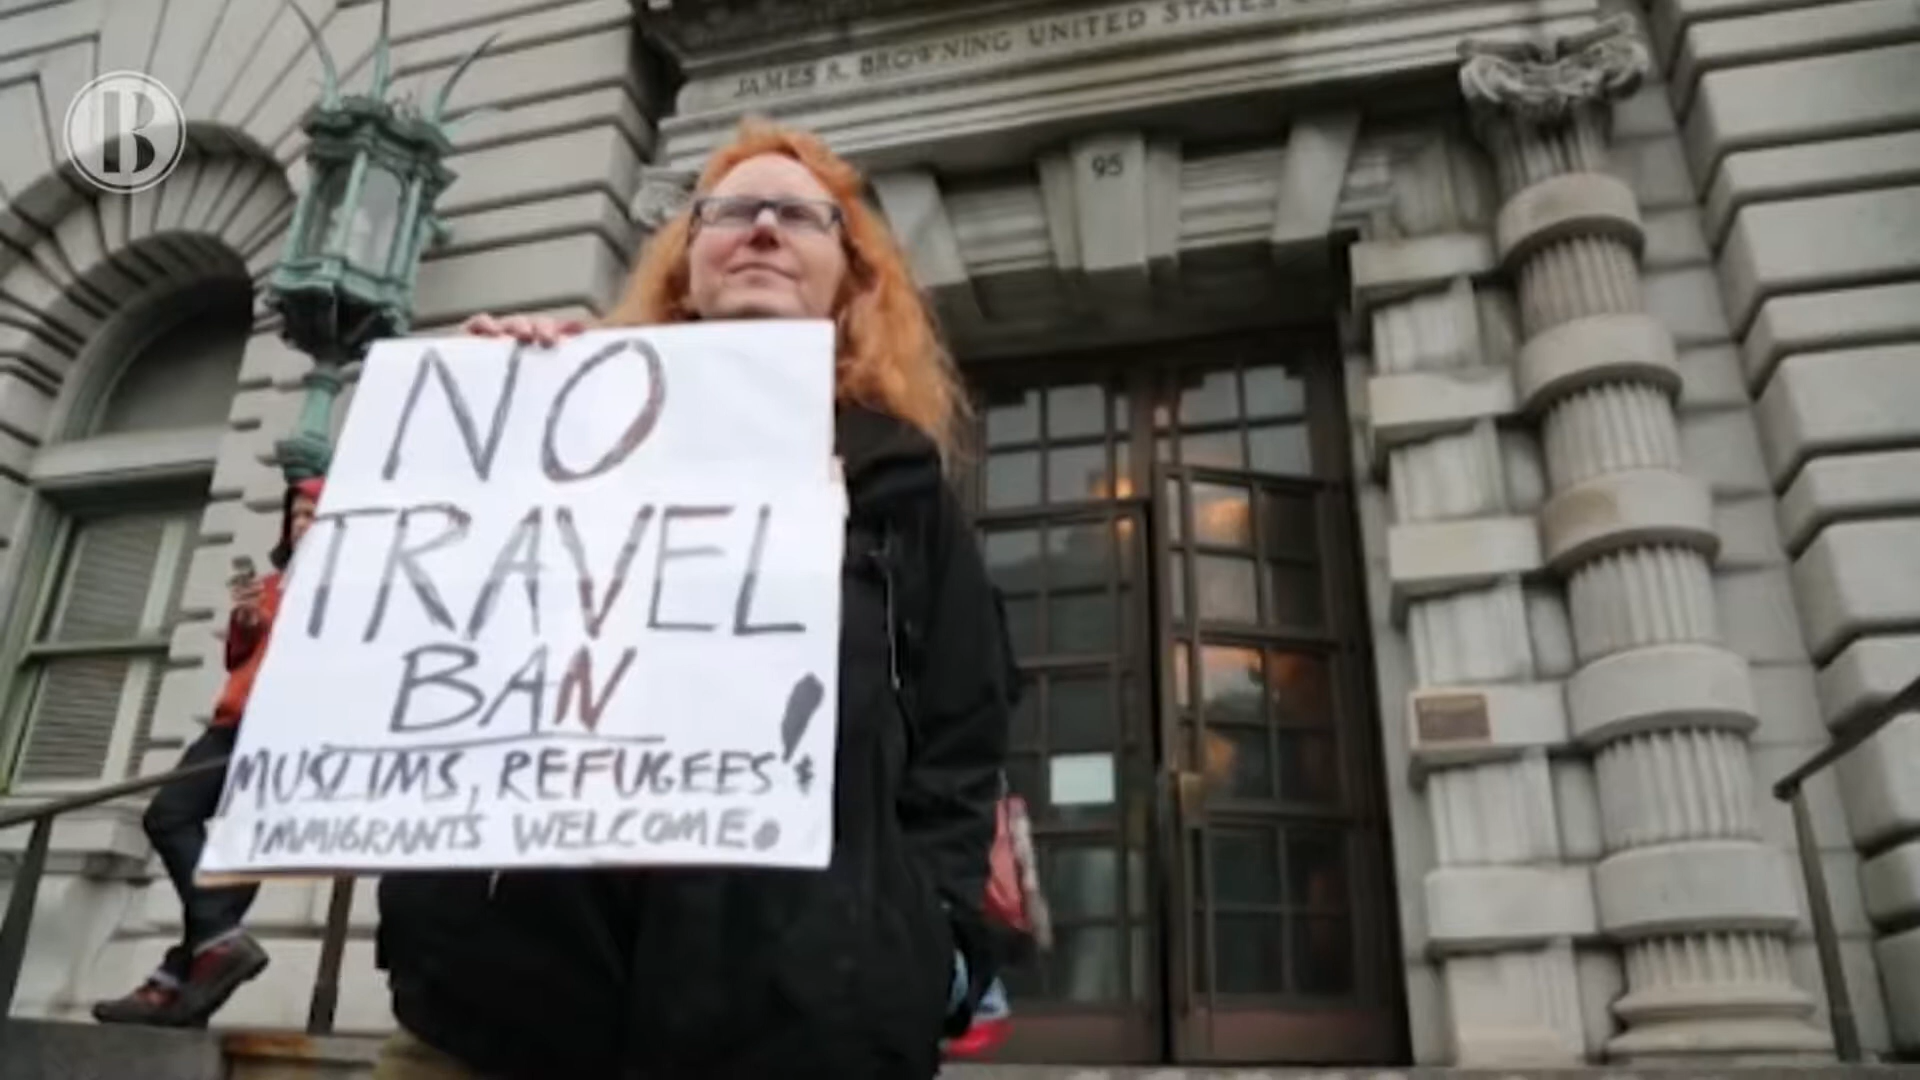 B
JAMES R. BROWNING UNITED STATES
95
NO
TRAVEL
BAN!
MUSLIMS, REFUGEES &
IMMIGRANTS WELCOME.